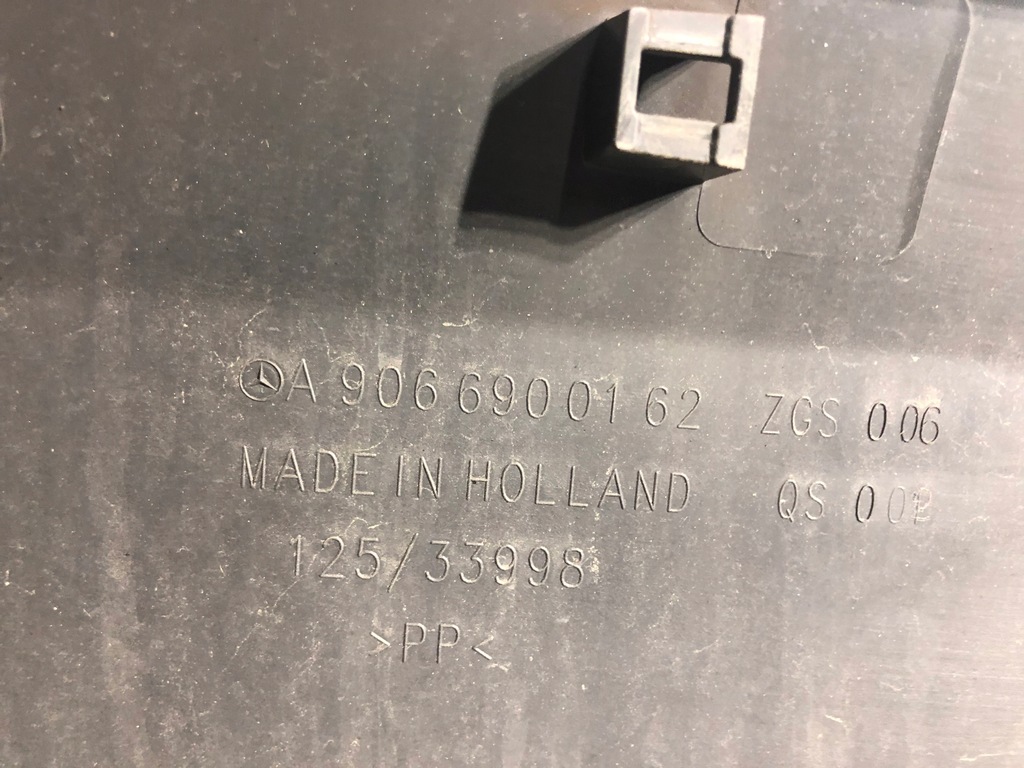 A 906 690 01 62 ZGS 006
MADE IN HOLLAND QS
125/33998
>PP<